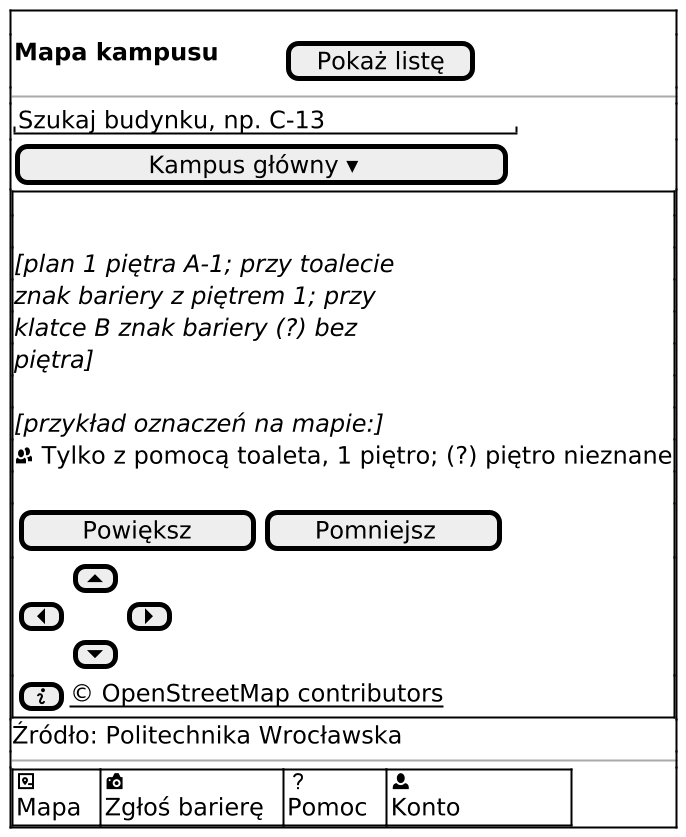 Mapa kampusu
Pokaż listę
Szukaj budynku, np. C-13
Kampus główny ▾
[plan 1 piętra A-1; przy toalecie
znak bariery z piętrem 1; przy
klatce B znak bariery (?) bez
piętra]
[przykład oznaczeń na mapie:]
Tylko z pomocą toaleta, 1 piętro; (?) piętro nieznane
Powiększ Pomniejsz
i © OpenStreetMap contributors
Źródło: Politechnika Wrocławska
?
Mapa Zgłoś barierę Pomoc Konto